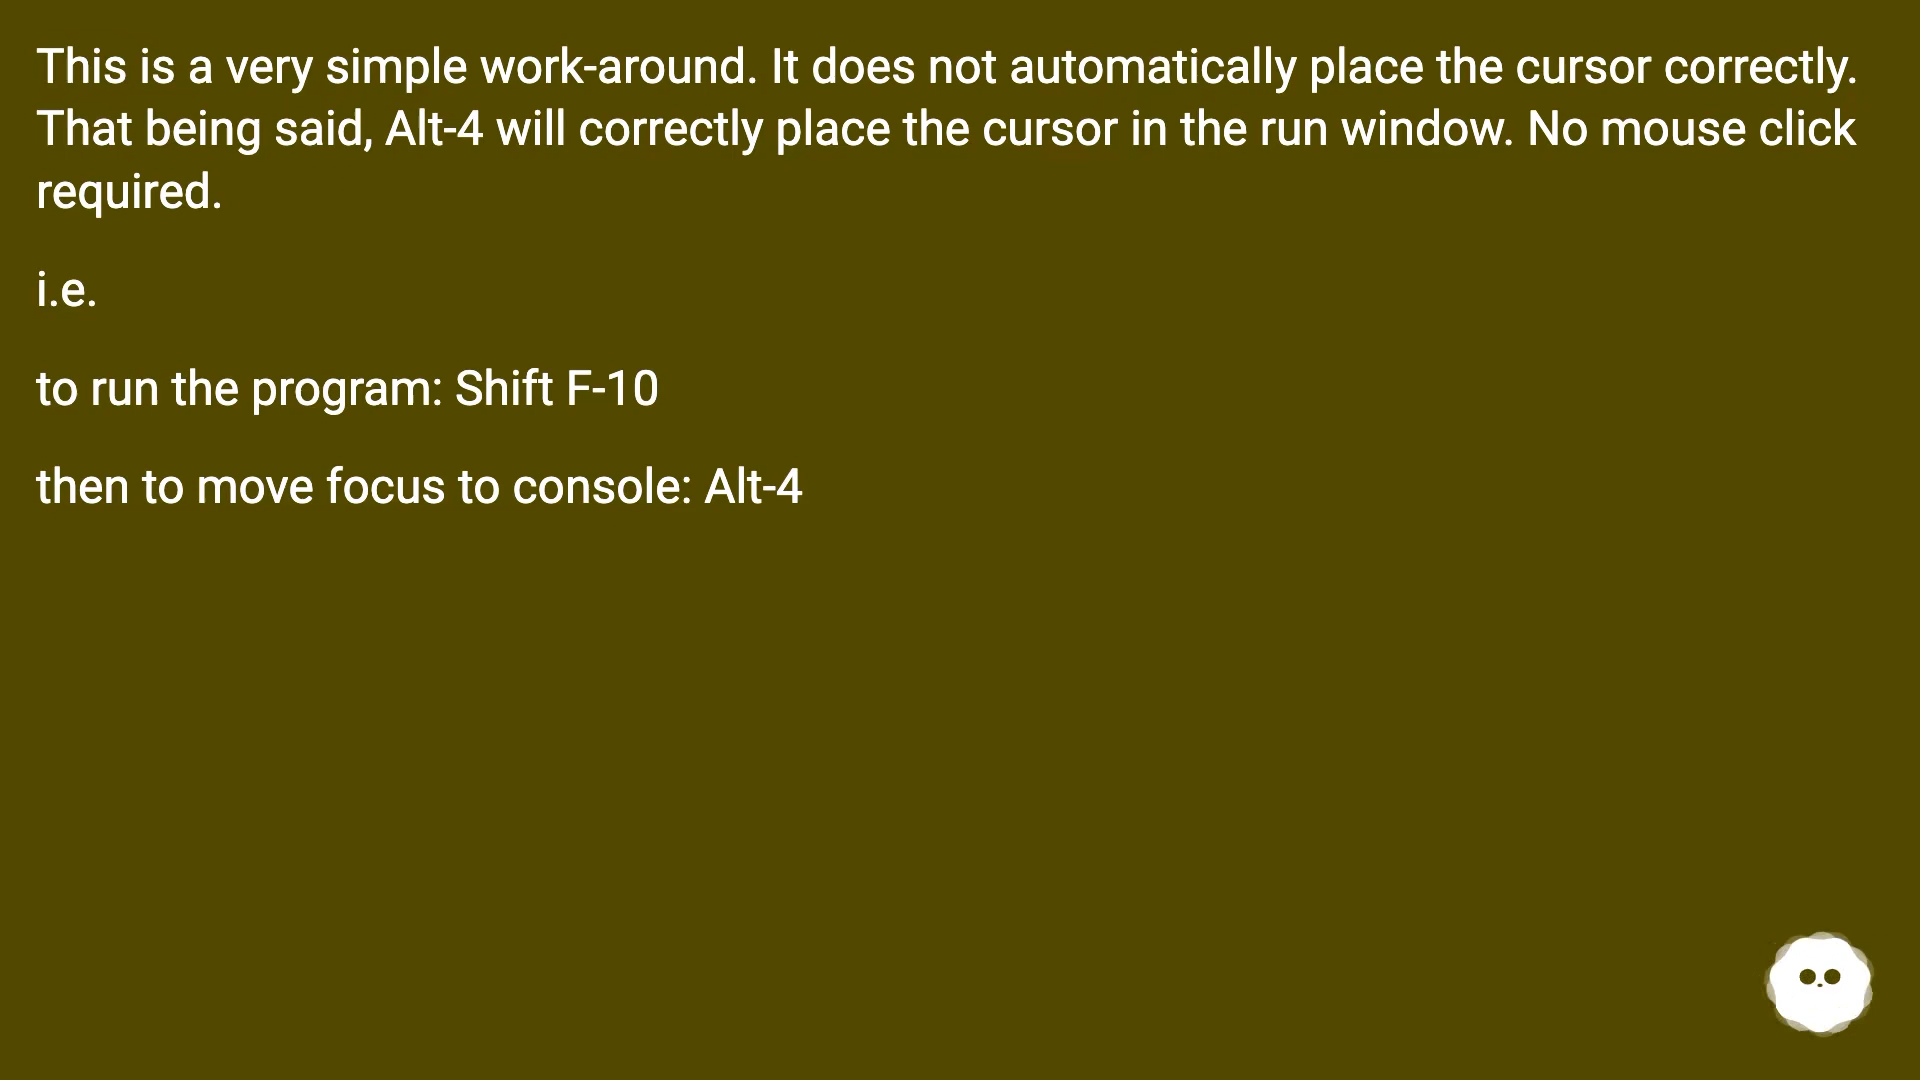 This is a very simple work-around. It does not automatically place the cursor correctly.
That being said, Alt-4 will correctly place the cursor in the run window. No mouse click
required.
i.e.
to run the program: Shift F-10
then to move focus to console: Alt-4